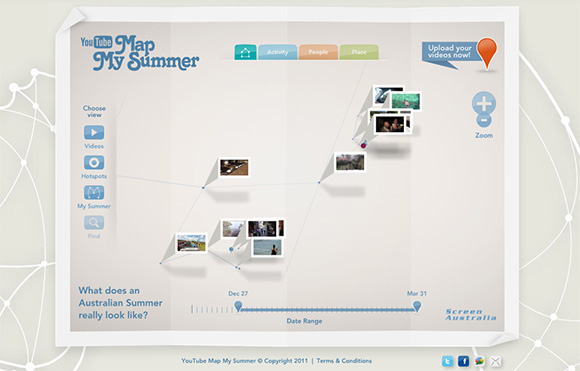 YouTube Map
My Summer
Activity
People
Place
Upload your
videos now!
Choose
view
Videos
Hotspots
My Summer
Find
Zoom
What does an
Australian Summer
really look like?
Dec 27
Mar 31
Date Range
Screen
Australia
YouTube Map My Summer © Copyright 2011 | Terms & Conditions